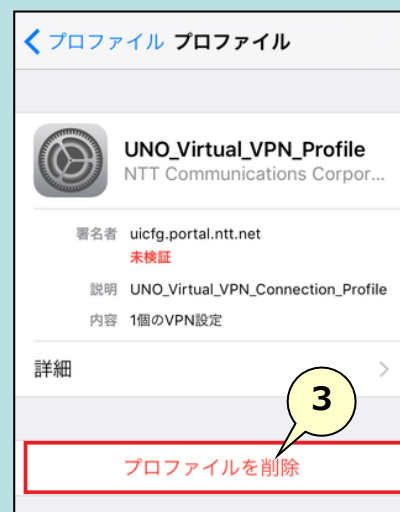 プロファイル プロファイル
UNO_Virtual_VPN_Profile
NTT Communications Corpor...
署名者 uicfg.portal.ntt.net
未検証
説明 UNO_Virtual_VPN_Connection_Profile
内容 1個のVPN設定
詳細
3
プロファイルを削除